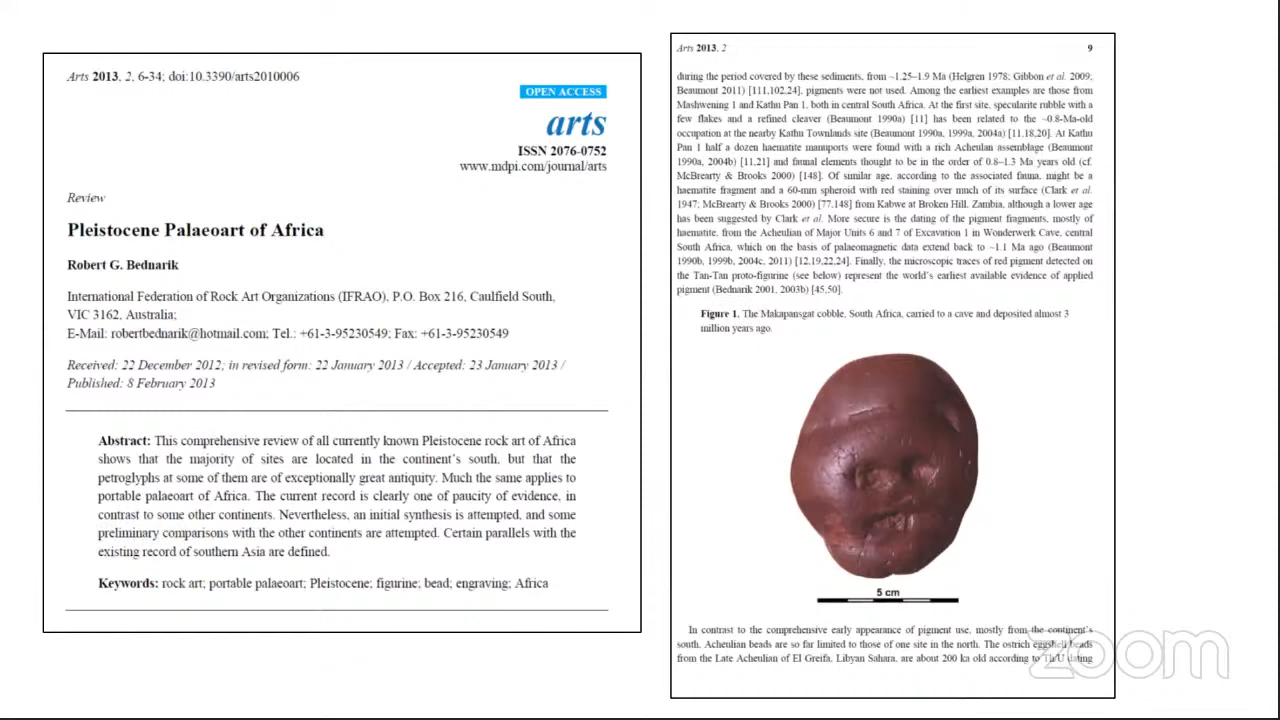 Arts 2013, 2, 6-34; doi:10.3390/arts2010006
OPEN ACCESS
arts
ISSN 2076-0752
www.mdpi.com/journal/arts
Review
Pleistocene Palaeoart of Africa
Robert G. Bednarik
International Federation of Rock Art Organizations (IFRAO), P.O. Box 216, Caulfield South,
VIC 3162, Australia;
E-Mail: robertbednarik@hotmail.com; Tel.: +61-3-95230549; Fax: +61-3-95230549
Received: 22 December 2012; in revised form: 22 January 2013 / Accepted: 23 January 2013 /
Published: 8 February 2013
Abstract: This comprehensive review of all currently known Pleistocene rock art of Africa
shows that the majority of sites are located in the continent's south, but that the
petroglyphs at some of them are of exceptionally great antiquity. Much the same applies to
portable palaeoart of Africa. The current record is clearly one of paucity of evidence, in
contrast to some other continents. Nevertheless, an initial synthesis is attempted, and some
preliminary comparisons with the other continents are attempted. Certain parallels with the
existing record of southern Asia are defined.
Keywords: rock art; portable palaeoart; Pleistocene; figurine; bead; engraving; Africa
Arts 2013, 2
9
during the period covered by these sediments, from ~1.25–1.9 Ma (Helgren 1978; Gibbon et al. 2009;
Beaumont 2011) [111,102,24], pigments were not used. Among the earliest examples are those from
Mashwening 1 and Kathu Pan 1, both in central South Africa. At the first site, specularite rubble with a
few flakes and a refined cleaver (Beaumont 1990a) [11] has been related to the ~0.8-Ma-old
occupation at the nearby Kathu Townlands site (Beaumont 1990a, 1999a, 2004a) [11,18,20]. At Kathu
Pan 1 half a dozen haematite manuports were found with a rich Acheulan assemblage (Beaumont
1990a, 2004b) [11,21] and faunal elements thought to be in the order of 0.8–1.3 Ma years old (cf.
McBrearty & Brooks 2000) [148]. Of similar age, according to the associated fauna, might be a
haematite fragment and a 60-mm spheroid with red staining over much of its surface (Clark et al.
1947; McBrearty & Brooks 2000) [77,148] from Kabwe at Broken Hill, Zambia, although a lower age
has been suggested by Clark et al. More secure is the dating of the pigment fragments, mostly of
haematite, from the Acheulian of Major Units 6 and 7 of Excavation 1 in Wonderwerk Cave, central
South Africa, which on the basis of palaeomagnetic data extend back to ~1.1 Ma ago (Beaumont
1990b, 1999b, 2004c, 2011) [12,19,22,24]. Finally, the microscopic traces of red pigment detected on
the Tan-Tan proto-figurine (see below) represent the world's earliest available evidence of applied
pigment (Bednarik 2001, 2003b) [45,50].
Figure 1. The Makapansgat cobble, South Africa, carried to a cave and deposited almost 3
million years ago.
5 cm
In contrast to the comprehensive early appearance of pigment use, mostly from the continent's
south, Acheulian beads are so far limited to those of one site in the north. The ostrich eggshell beads
from the Late Acheulian of El Greifa, Libyan Sahara, are about 200 ka old according to Th/U dating
zoom